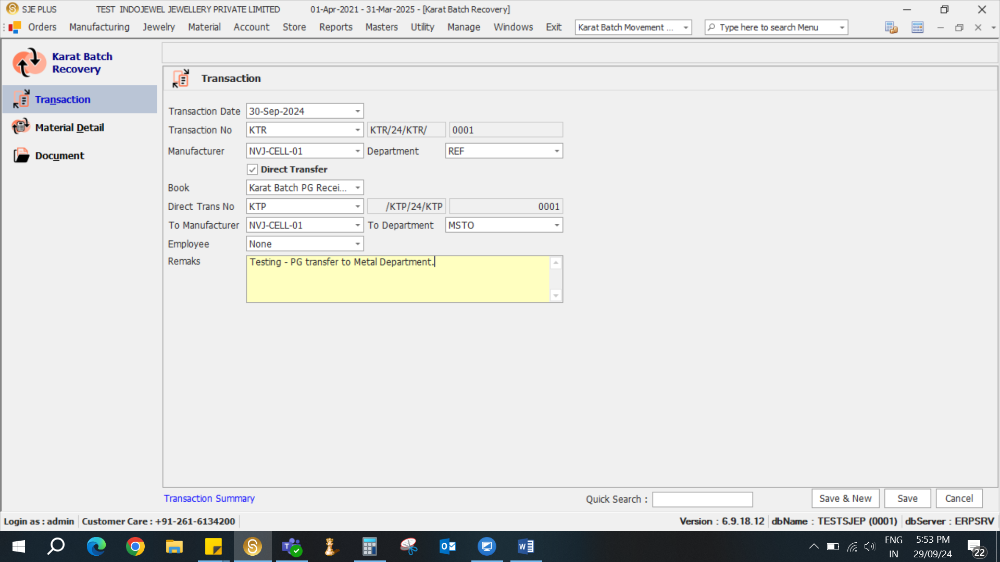 SJE PLUS TEST INDOJEWEL JEWELLERY PRIVATE LIMITED 01-Apr-2021 - 31-Mar-2025 - [Karat Batch Recovery]
Orders Manufacturing Jewelry Material Account Store Reports Masters Utility Manage Windows Exit Karat Batch Movement ... Type here to search Menu
Karat Batch
Recovery
Transaction
Material Detail
Document
Transaction
Transaction Date 30-Sep-2024
Transaction No KTR KTR/24/KTR/ 0001
Manufacturer NVJ-CELL-01 Department REF
Direct Transfer
Book Karat Batch PG Recei...
Direct Trans No KTP /KTP/24/KTP 0001
To Manufacturer NVJ-CELL-01 To Department MSTO
Employee None
Remaks Testing - PG transfer to Metal Department.
Transaction Summary Quick Search : Save & New Save Cancel
Login as : admin Customer Care : +91-261-6134200 Version : 6.9.18.12 dbName : TESTSJEP (0001) dbServer : ERPSRV
ENG 5:53 PM
IN 29/09/24 22